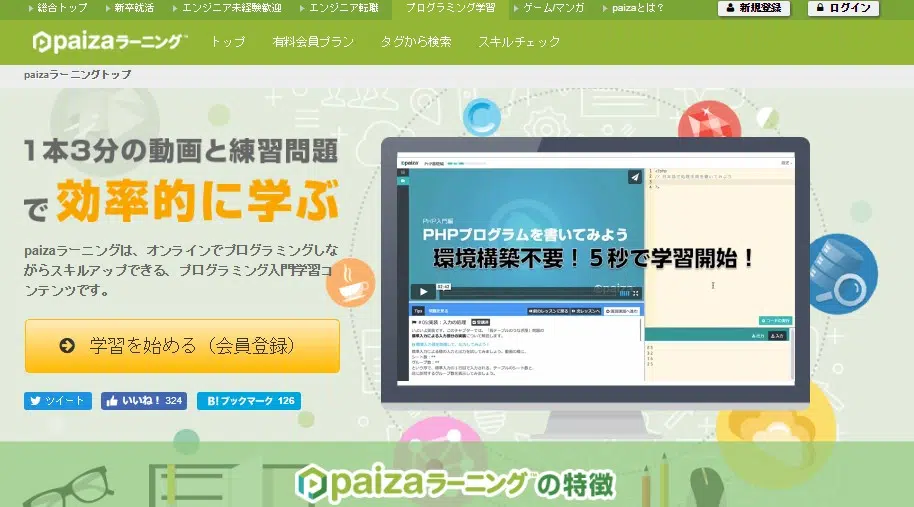 総合トップ 新卒就活 エンジニア未経験歓迎 エンジニア転職 プログラミング学習 ゲーム/マンガ paizaとは? 新規登録 ログイン
paizaラーニング™ トップ 有料会員プラン タグから検索 スキルチェック
paizaラーニングトップ
1本3分の動画と練習問題
で効率的に学ぶ
paizaラーニングは、オンラインでプログラミングしな
がらスキルアップできる、プログラミング入門学習コ
ンテンツです。
学習を始める（会員登録）
ツイート いいね！ 324 B!ブックマーク 126
paiza PHP入門編
PHP入門編
PHPプログラムを書いてみよう
環境構築不要！５秒で学習開始！
paiza
Tips
paizaラーニング™の特徴